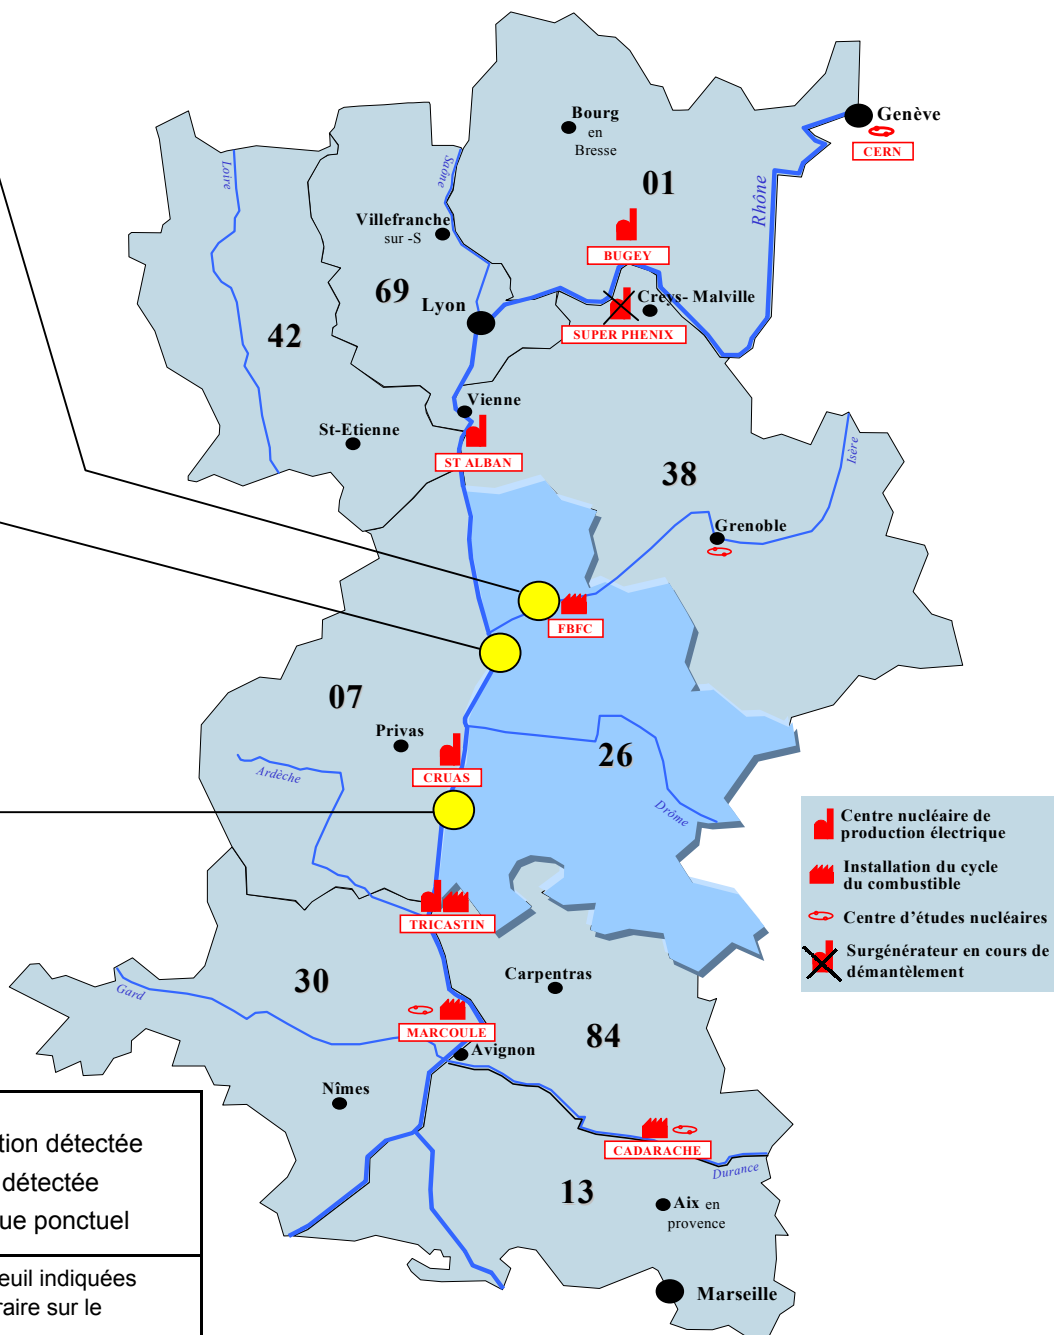 Bourg
en
Bresse
Genève
CERN
01
Rhône
Loire
Saône
Villefranche
sur -S
BUGEY
69
Lyon
Creys- Malville
SUPER PHENIX
42
Vienne
St-Etienne
ST ALBAN
38
Isère
Grenoble
FBFC
07
Privas
26
CRUAS
Ardèche
Drôme
Centre nucléaire de
production électrique
Installation du cycle
du combustible
Centre d'études nucléaires
Surgénérateur en cours de
démantèlement
TRICASTIN
Carpentras
30
Gard
MARCOULE
84
Avignon
Nîmes
CADARACHE
Durance
13
Aix en
provence
Marseille
tion détectée
détectée
ue ponctuel
euil indiquées
raire sur le